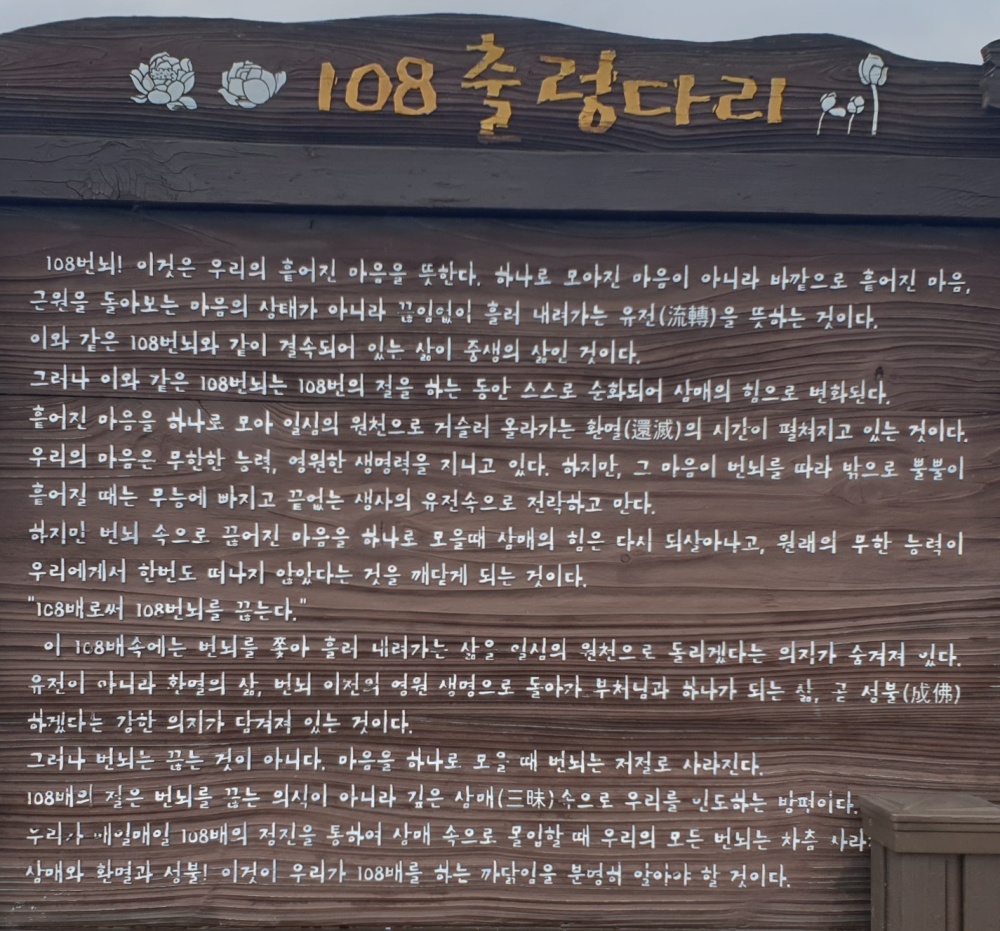 108 출렁다리
108번뇌! 이것은 우리의 흩어진 마음을 뜻한다. 하나로 모아진 마음이 아니라 바깥으로 흩어진 마음,
근원을 돌아보는 마음의 상태가 아니라 끊임없이 흘러 내려가는 유전(流轉)을 뜻하는 것이다.
이와 같은 108번뇌와 같이 결속되어 있는 삶이 중생의 삶인 것이다.
그러나 이와 같은 108번뇌는 108번의 절을 하는 동안 스스로 순화되어 삼매의 힘으로 변화된다.
흩어진 마음을 하나로 모아 일심의 원천으로 거슬러 올라가는 환멸(還滅)의 시간이 펼쳐지고 있는 것이다.
우리의 마음은 무한한 능력, 영원한 생명력을 지니고 있다. 하지만, 그 마음이 번뇌를 따라 밖으로 뿔뿔이
흩어질 때는 무능에 빠지고 끝없는 생사의 유전속으로 전락하고 만다.
하지만 번뇌 속으로 끊어진 마음을 하나로 모을때 삼매의 힘은 다시 되살아나고, 원래의 무한 능력이
우리에게서 한번도 떠나지 않았다는 것을 깨닫게 되는 것이다.
"108배로써 108번뇌를 끊는다."
이 108배속에는 번뇌를 쫓아 흘러 내려가는 삶을 일심의 원천으로 돌리겠다는 의지가 숨겨져 있다.
유전이 아니라 환멸의 삶, 번뇌 이전의 영원 생명으로 돌아가 부처님과 하나가 되는 삶, 곧 성불(成佛)
하겠다는 강한 의지가 담겨져 있는 것이다.
그러나 번뇌는 끊는 것이 아니다. 마음을 하나로 모을 때 번뇌는 저절로 사라진다.
108배의 절은 번뇌를 끊는 의식이 아니라 깊은 삼매(三昧)속으로 우리를 인도하는 방편이다.
우리가 매일매일 108배의 정진을 통하여 삼매 속으로 몰입할 때 우리의 모든 번뇌는 차츰 사라
삼매와 환멸과 성불! 이것이 우리가 108배를 하는 까닭임을 분명히 알아야 할 것이다.